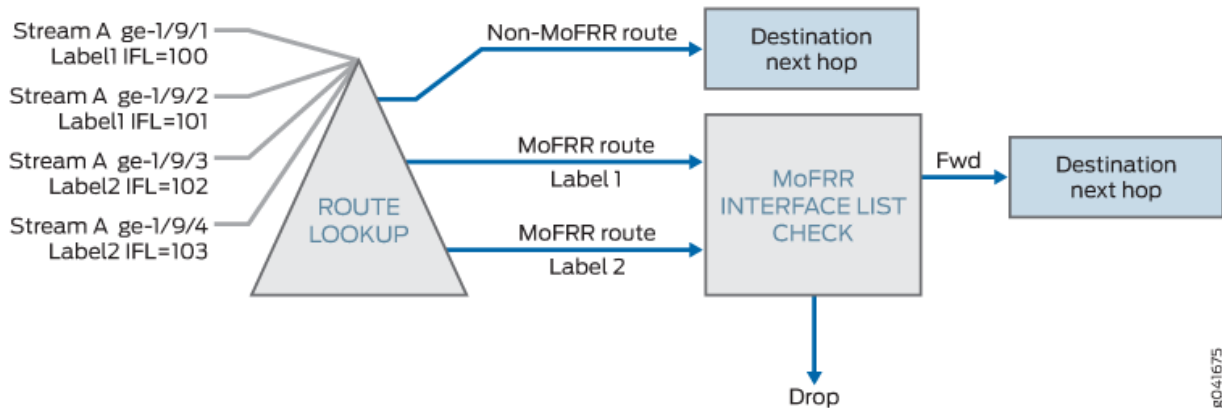 Stream A ge-1/9/1
Label1 IFL=100
Stream A ge-1/9/2
Label1 IFL=101
Stream A ge-1/9/3
Label2 IFL=102
Stream A ge-1/9/4
Label2 IFL=103
ROUTE
LOOKUP
Non-MoFRR route
Destination
next hop
MoFRR route
Label 1
MoFRR route
Label 2
MoFRR
INTERFACE LIST
CHECK
Fwd
Destination
next hop
Drop
g041675